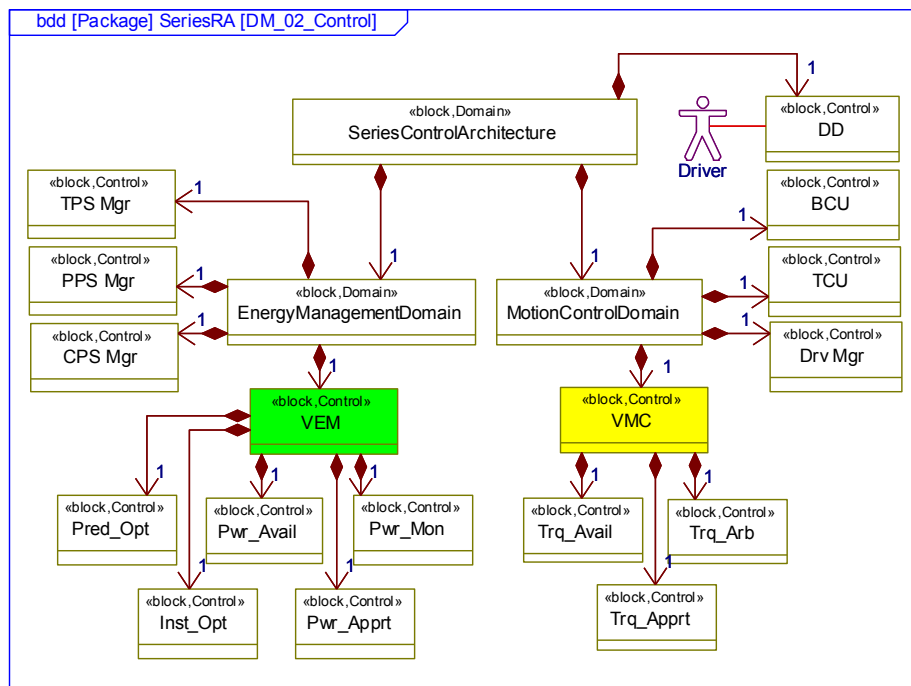 bdd [Package] SeriesRA [DM_02_Control]
1
«block,Domain»
SeriesControlArchitecture
Driver
«block,Control»
DD
«block,Control»
TPS Mgr
1
«block,Control»
BCU
1
«block,Control»
PPS Mgr
1
1
«block,Domain»
EnergyManagementDomain
1
«block,Domain»
MotionControlDomain
«block,Control»
TCU
1
«block,Control»
CPS Mgr
1
«block,Control»
Drv Mgr
1
1
«block,Control»
VEM
1
«block,Control»
VMC
1
«block,Control»
Pred_Opt
1
«block,Control»
Pwr_Avail
1
«block,Control»
Pwr_Mon
1
«block,Control»
Trq_Avail
1
«block,Control»
Trq_Arb
1
«block,Control»
Inst_Opt
1
«block,Control»
Pwr_Apprt
1
«block,Control»
Trq_Apprt